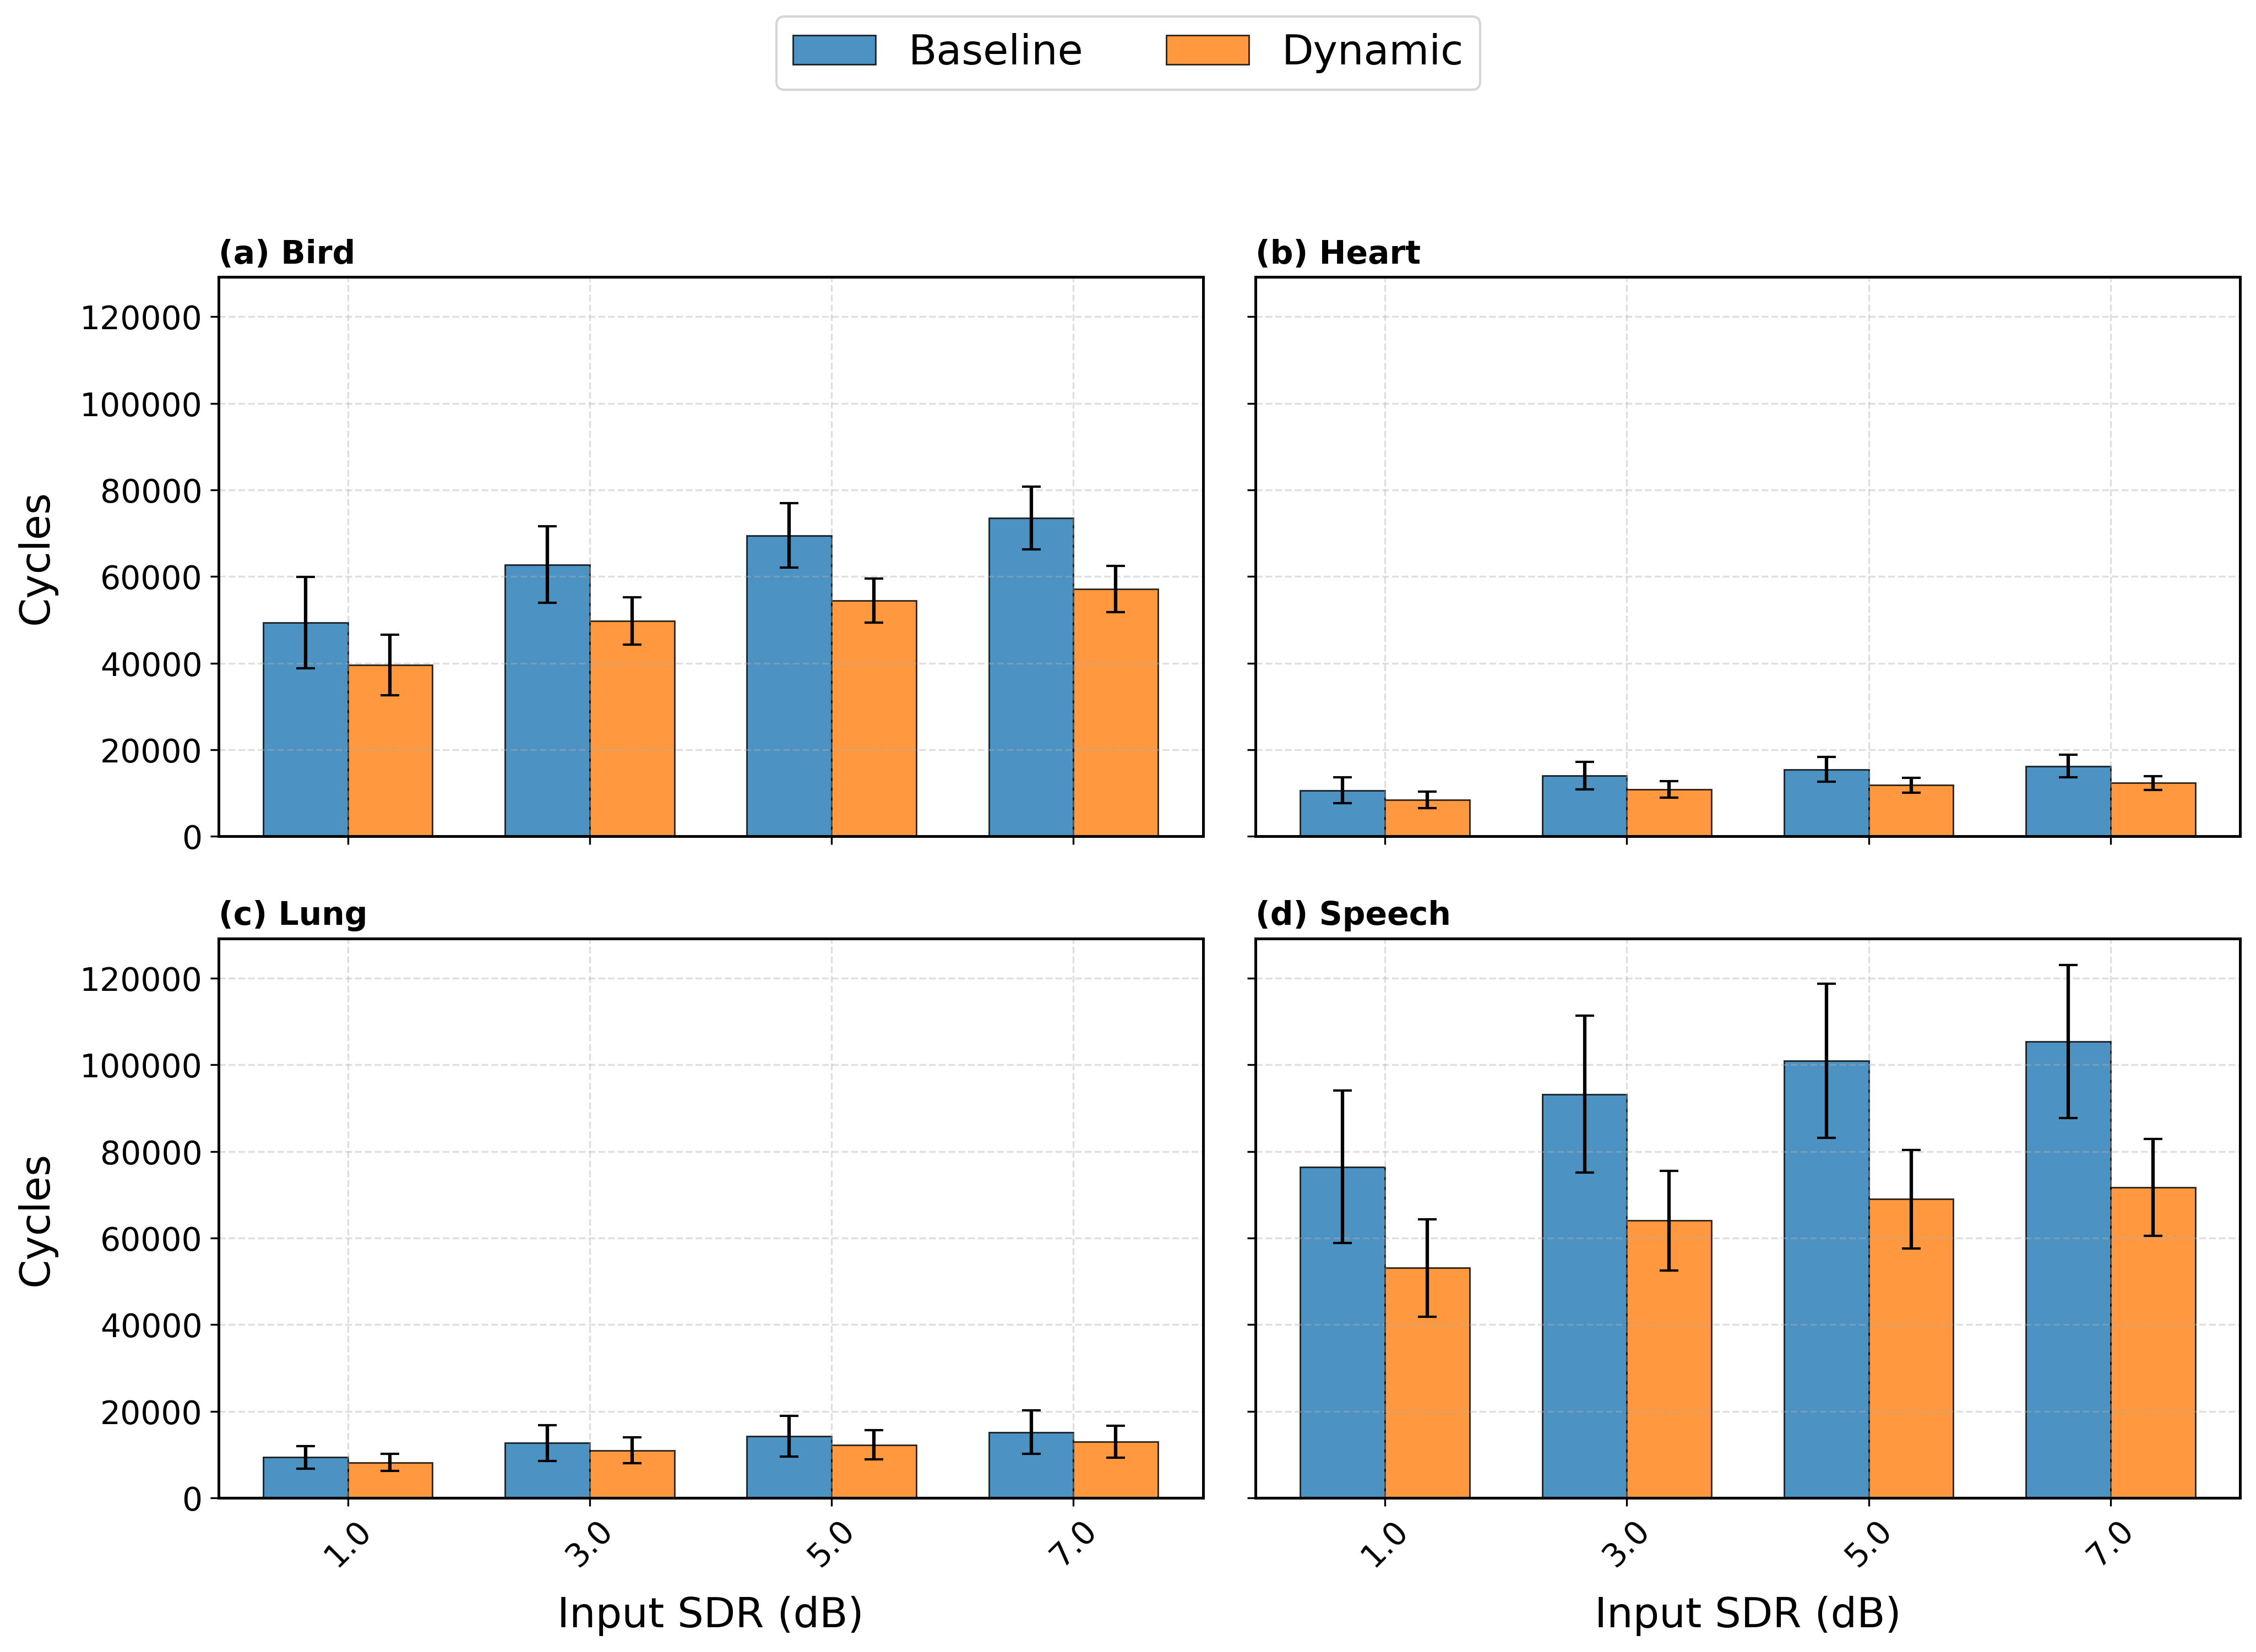 Baseline Dynamic
(a) Bird
(b) Heart
120000
100000
80000
60000
40000
20000
0
Cycles
(c) Lung
(d) Speech
120000
100000
80000
60000
40000
20000
0
Cycles
1.0 3.0 5.0 7.0
1.0 3.0 5.0 7.0
Input SDR (dB)
Input SDR (dB)